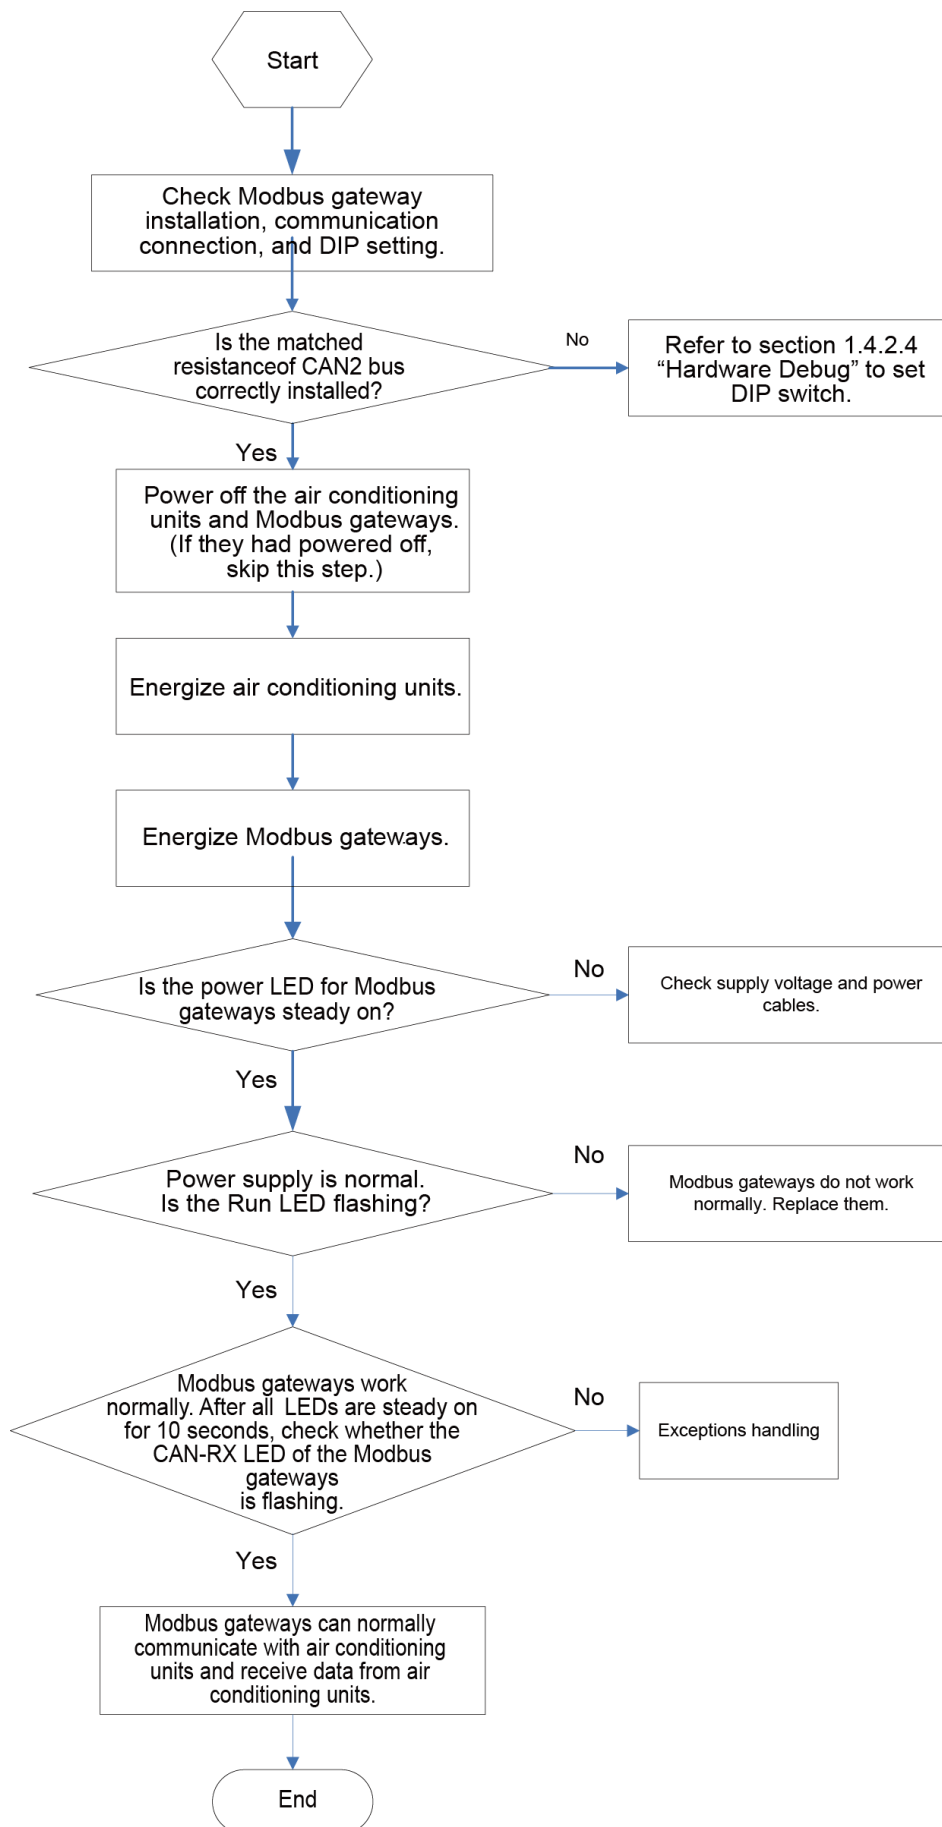 Start
Check Modbus gateway
installation, communication
connection, and DIP setting.
Is the matched
resistanceof CAN2 bus
correctly installed?
No
Refer to section 1.4.2.4
“Hardware Debug” to set
DIP switch.
Yes
Power off the air conditioning
units and Modbus gateways.
(If they had powered off,
skip this step.)
Energize air conditioning units.
Energize Modbus gateways.
Is the power LED for Modbus
gateways steady on?
No
Check supply voltage and power
cables.
Yes
Power supply is normal.
Is the Run LED flashing?
No
Modbus gateways do not work
normally. Replace them.
Yes
Modbus gateways work
normally. After all LEDs are steady on
for 10 seconds, check whether the
CAN-RX LED of the Modbus
gateways
is flashing.
No
Exceptions handling
Yes
Modbus gateways can normally
communicate with air conditioning
units and receive data from air
conditioning units.
End